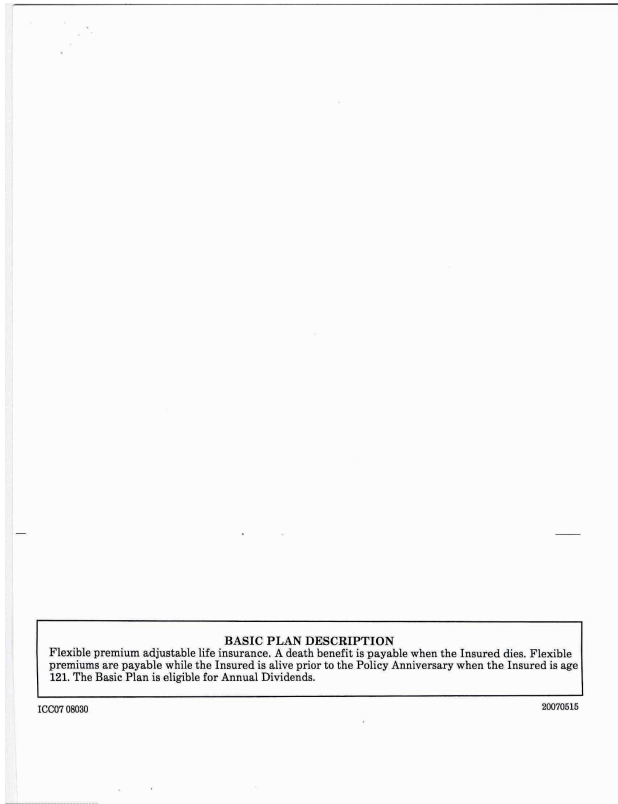 BASIC PLAN DESCRIPTION
Flexible premium adjustable life insurance. A death benefit is payable when the Insured dies. Flexible
premiums are payable while the Insured is alive prior to the Policy Anniversary when the Insured is age
121. The Basic Plan is eligible for Annual Dividends.
ICC07 08030 20070515